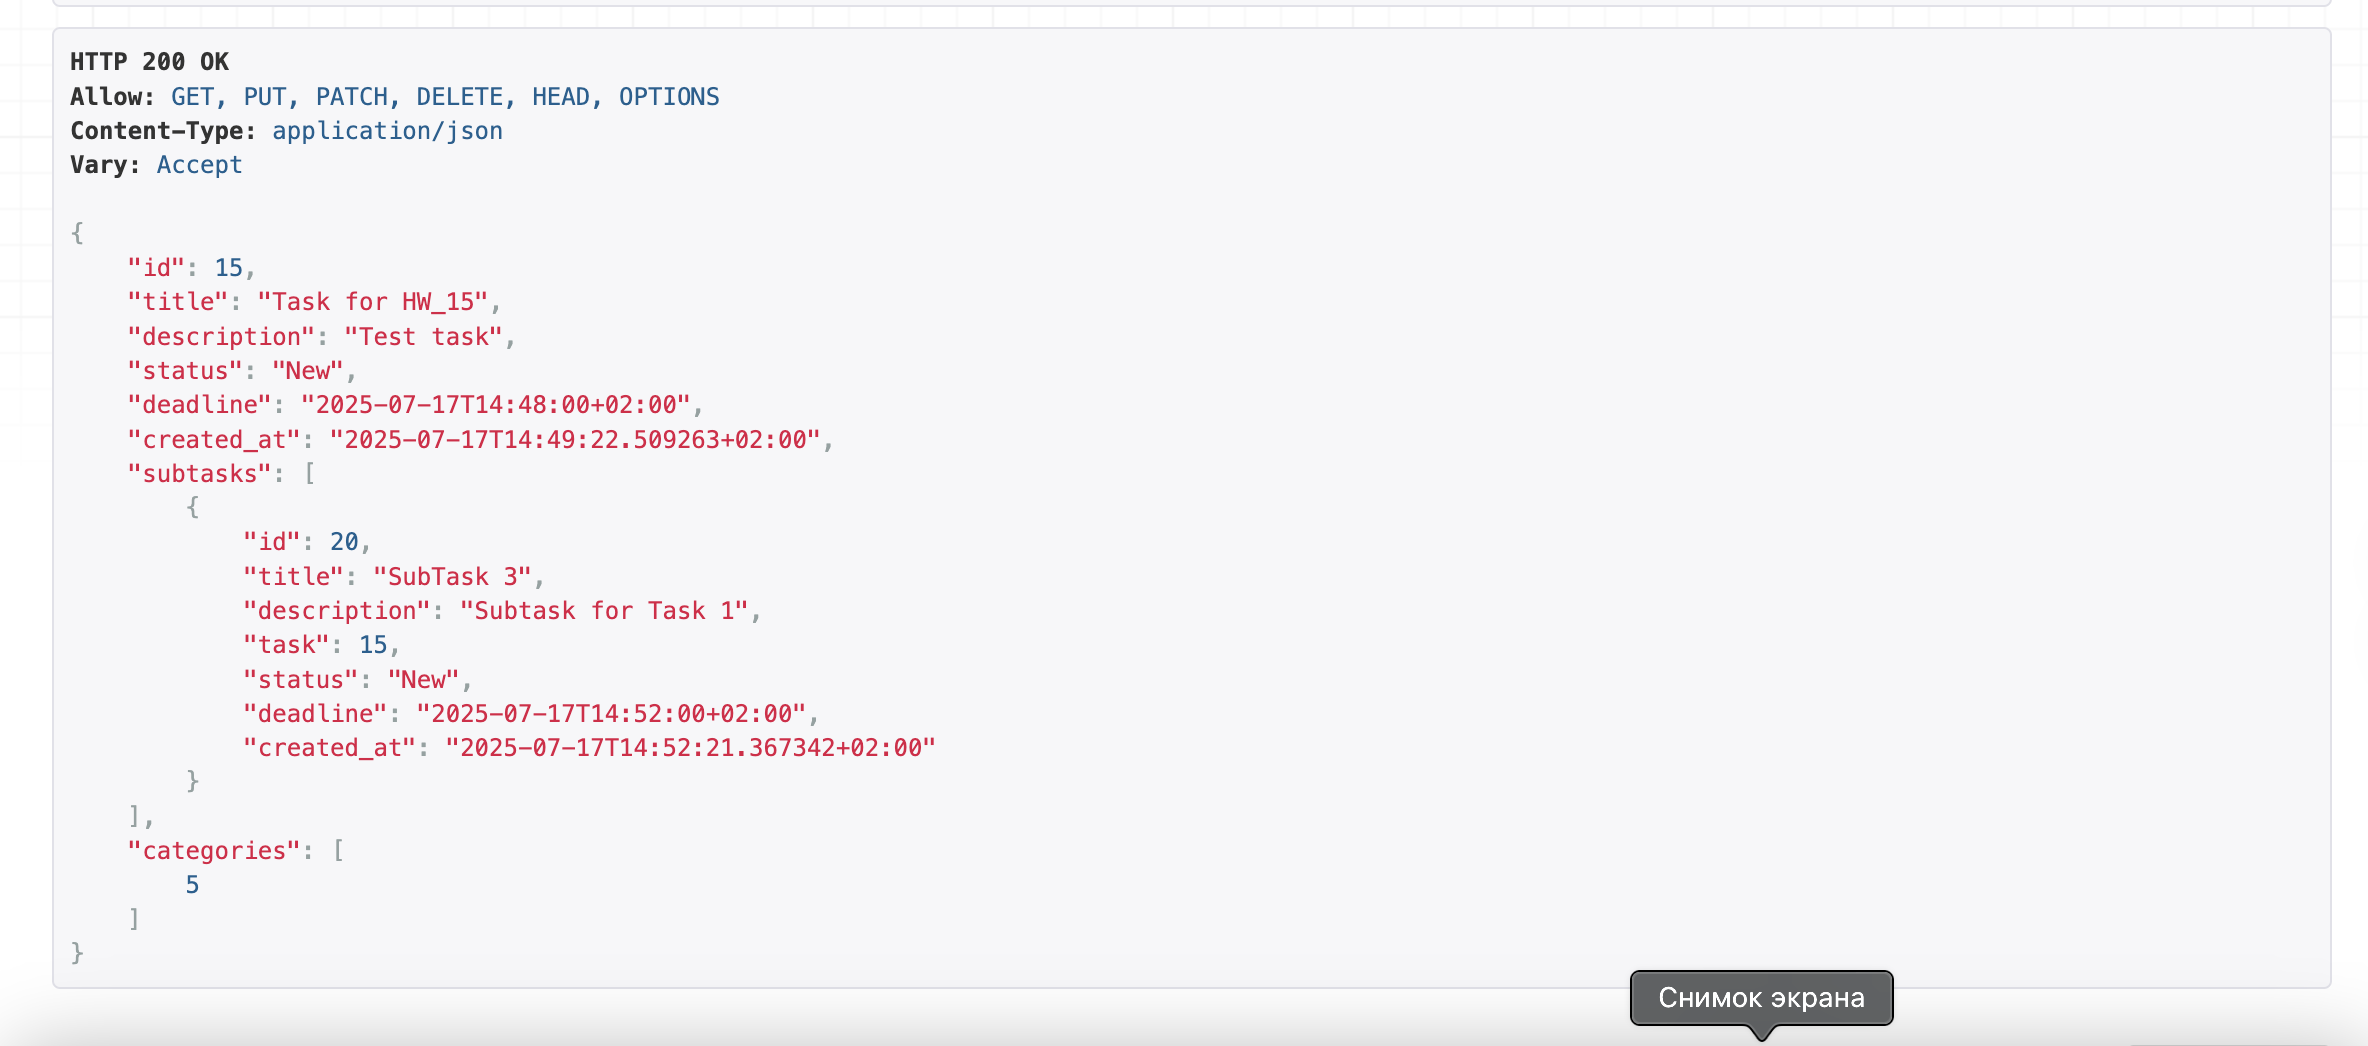 HTTP 200 OK
Allow: GET, PUT, PATCH, DELETE, HEAD, OPTIONS
Content-Type: application/json
Vary: Accept

{
    "id": 15,
    "title": "Task for HW_15",
    "description": "Test task",
    "status": "New",
    "deadline": "2025-07-17T14:48:00+02:00",
    "created_at": "2025-07-17T14:49:22.509263+02:00",
    "subtasks": [
        {
            "id": 20,
            "title": "SubTask 3",
            "description": "Subtask for Task 1",
            "task": 15,
            "status": "New",
            "deadline": "2025-07-17T14:52:00+02:00",
            "created_at": "2025-07-17T14:52:21.367342+02:00"
        }
    ],
    "categories": [
        5
    ]
}
Снимок экрана